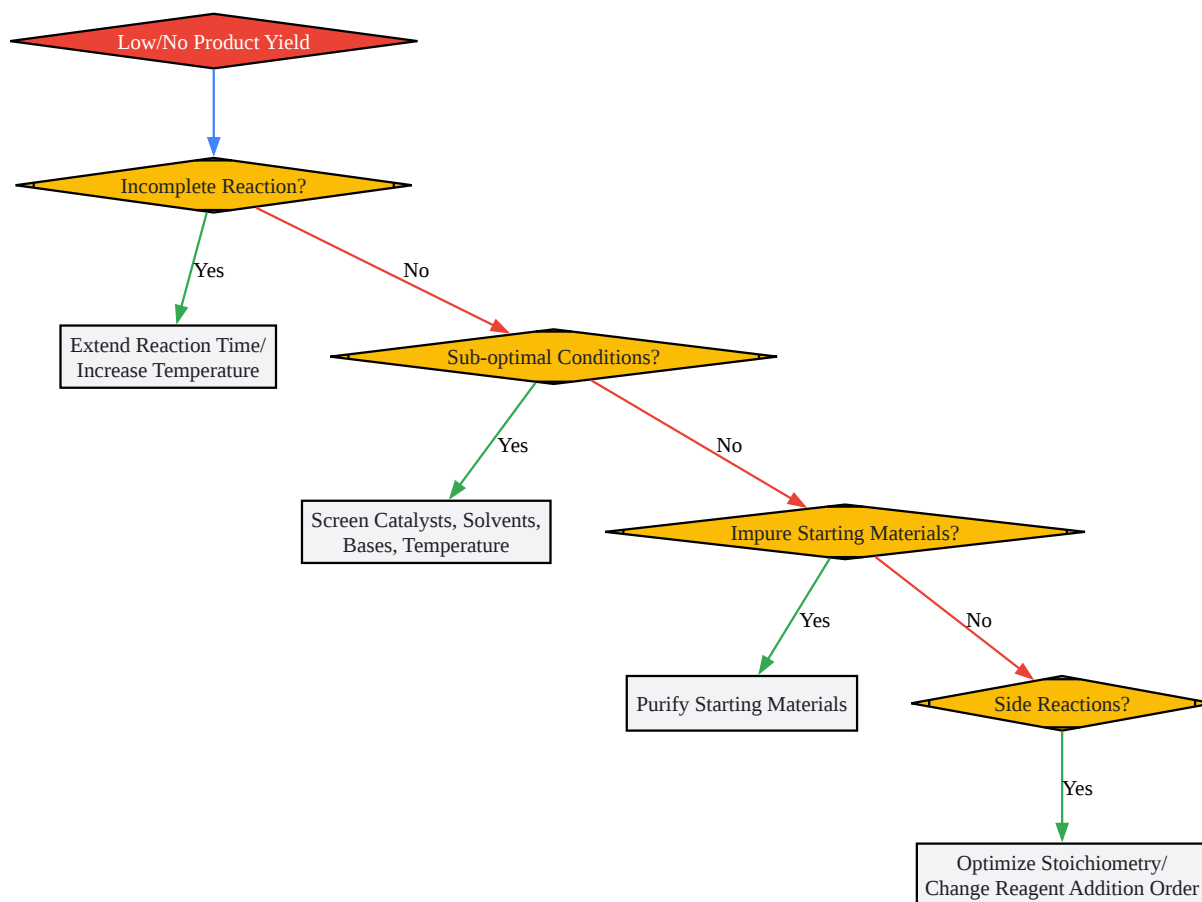 Low/No Product Yield
Incomplete Reaction?
Yes
No
Extend Reaction Time/
Increase Temperature
Sub-optimal Conditions?
Yes
No
Screen Catalysts, Solvents,
Bases, Temperature
Impure Starting Materials?
Yes
No
Purify Starting Materials
Side Reactions?
Yes
Optimize Stoichiometry/
Change Reagent Addition Order